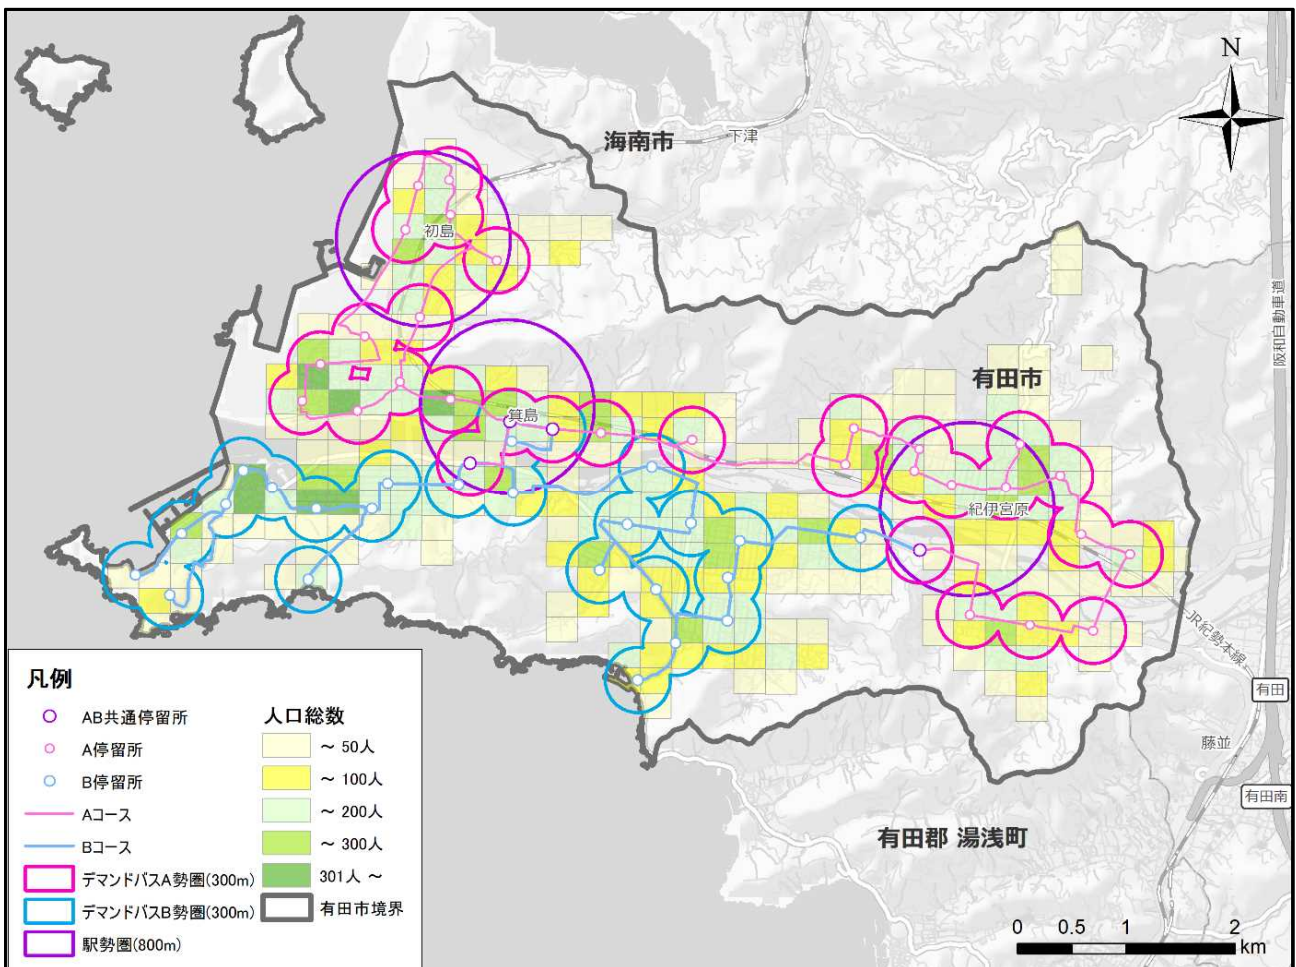 N
海南市
下津
初島
阪和自動車道
有田市
箕島
紀伊宮原
JR紀勢本線
有田
藤並
有田南
有田郡 湯浅町
凡例
AB共通停留所
A停留所
B停留所
Aコース
Bコース
デマンドバスA勢圏(300m)
デマンドバスB勢圏(300m)
駅勢圏(800m)
人口総数
～ 50人
～ 100人
～ 200人
～ 300人
301人 ～
有田市境界
0 0.5 1 2
km